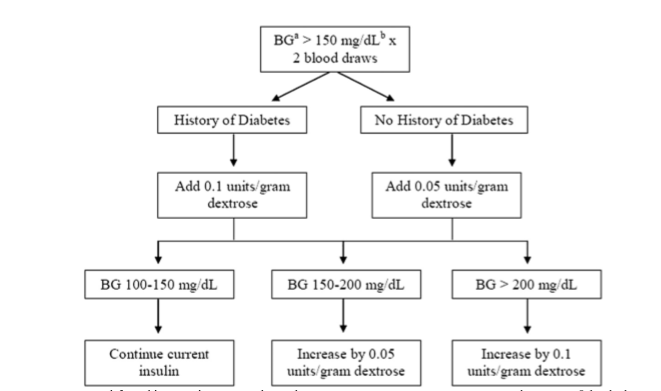 BGª > 150 mg/dLᵇ x
2 blood draws
History of Diabetes
No History of Diabetes
Add 0.1 units/gram
dextrose
Add 0.05 units/gram
dextrose
BG 100-150 mg/dL
BG 150-200 mg/dL
BG > 200 mg/dL
Continue current
insulin
Increase by 0.05
units/gram dextrose
Increase by 0.1
units/gram dextrose